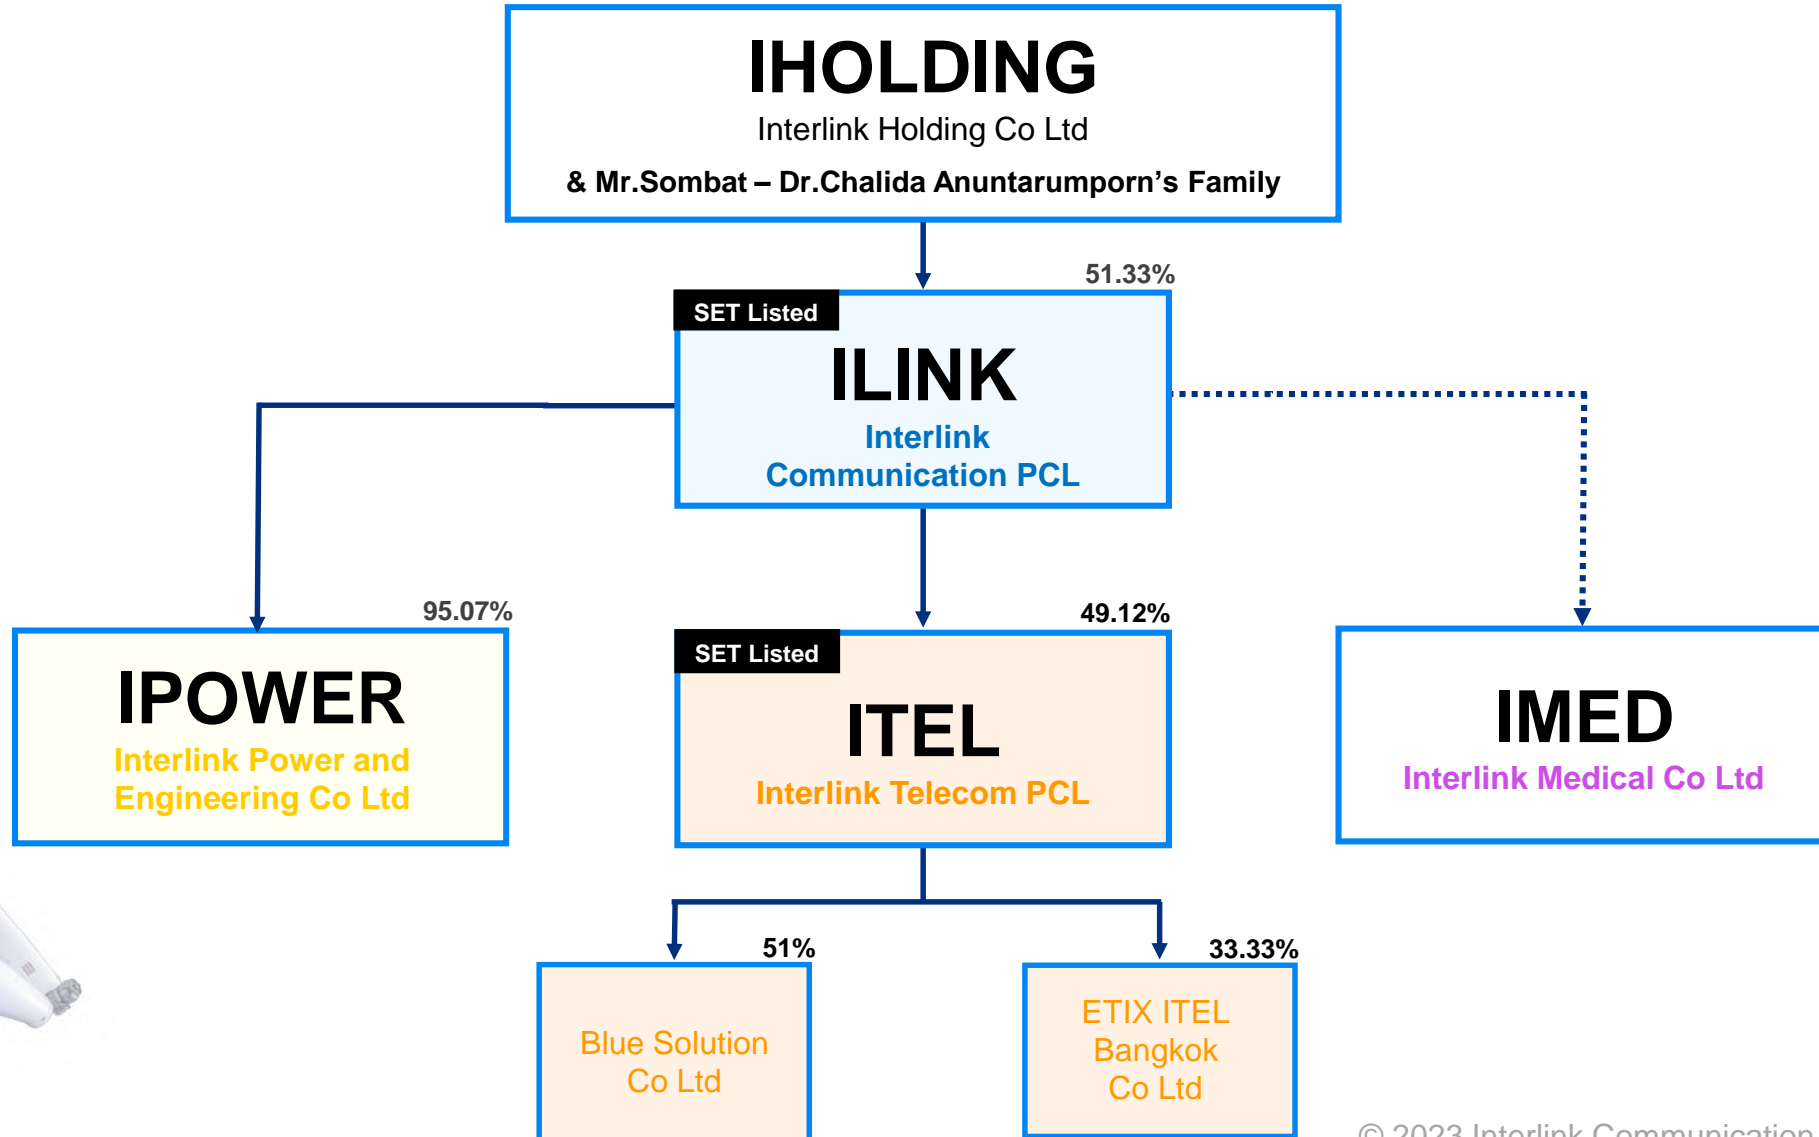 IHOLDING
Interlink Holding Co Ltd
& Mr.Sombat – Dr.Chalida Anuntarumporn’s Family
51.33%
SET Listed
ILINK
Interlink
Communication PCL
95.07%
IPOWER
Interlink Power and
Engineering Co Ltd
49.12%
SET Listed
ITEL
Interlink Telecom PCL
IMED
Interlink Medical Co Ltd
51%
Blue Solution
Co Ltd
33.33%
ETIX ITEL
Bangkok
Co Ltd
© 2023 Interlink Communication